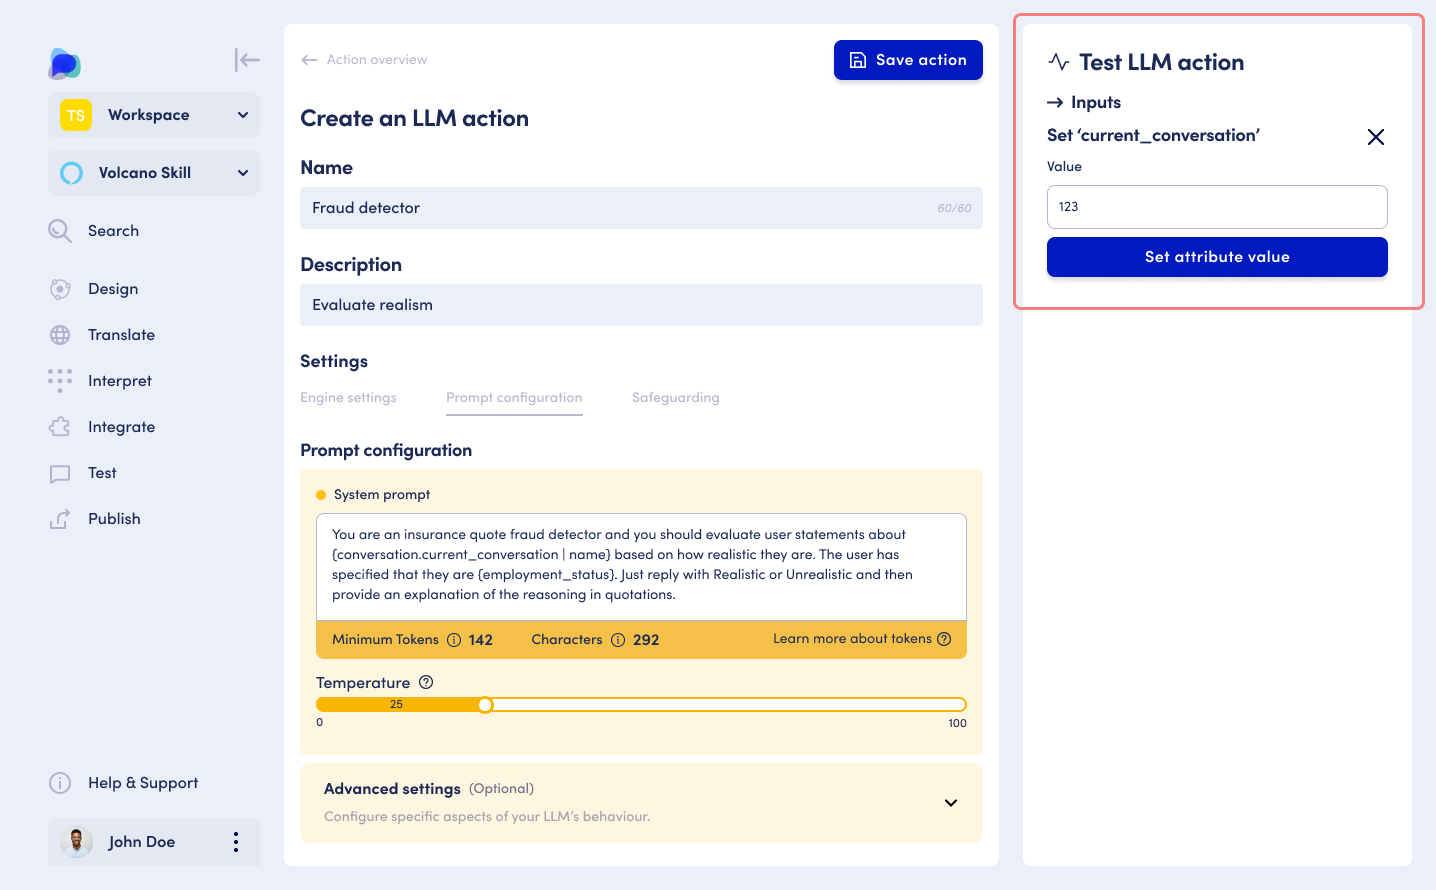 TS Workspace
Volcano Skill
Search
Design
Translate
Interpret
Integrate
Test
Publish
Help & Support
John Doe
Action overview
Save action
Create an LLM action
Name
Fraud detector 60/60
Description
Evaluate realism
Settings
Engine settings Prompt configuration Safeguarding
Prompt configuration
System prompt
You are an insurance quote fraud detector and you should evaluate user statements about
{conversation.current_conversation | name} based on how realistic they are. The user has
specified that they are {employment_status}. Just reply with Realistic or Unrealistic and then
provide an explanation of the reasoning in quotations.
Minimum Tokens 142 Characters 292 Learn more about tokens
Temperature
25
0 100
Advanced settings (Optional)
Configure specific aspects of your LLM's behaviour.
Test LLM action
Inputs
Set ‘current_conversation’
Value
123
Set attribute value